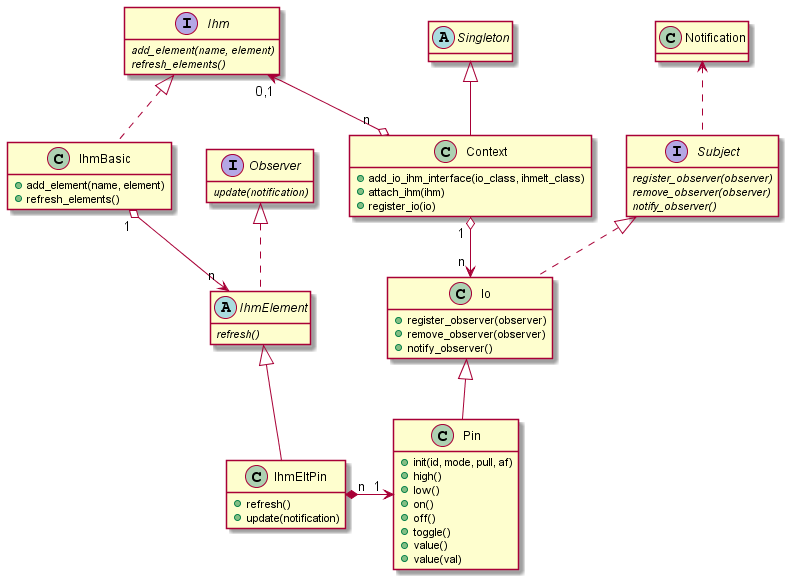 I Ihm
add_element(name, element)
refresh_elements()
A Singleton
C Notification
0,1
n
C IhmBasic
add_element(name, element)
refresh_elements()
I Observer
update(notification)
C Context
add_io_ihm_interface(io_class, ihmelt_class)
attach_ihm(ihm)
register_io(io)
I Subject
register_observer(observer)
remove_observer(observer)
notify_observer()
1
n
1
n
A IhmElement
refresh()
C Io
register_observer(observer)
remove_observer(observer)
notify_observer()
C IhmEltPin
refresh()
update(notification)
n 1
C Pin
init(id, mode, pull, af)
high()
low()
on()
off()
toggle()
value()
value(val)